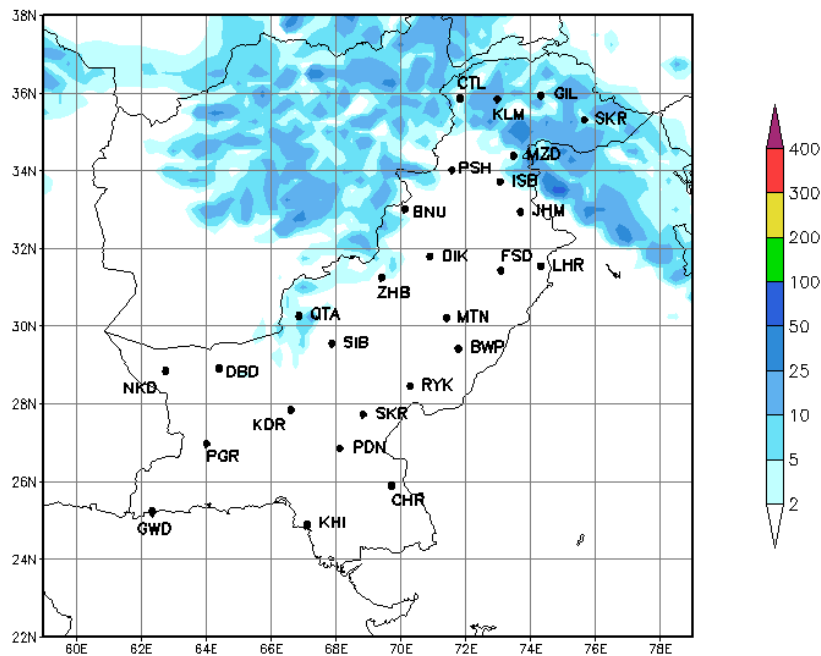 38N
36N
34N
32N
30N
28N
26N
24N
22N
60E 62E 64E 66E 68E 70E 72E 74E 76E 78E
CTL
KLM
GIL
SKR
MZD
PSH
ISB
BNU
JHM
DIK
FSD
LHR
ZHB
QTA
MTN
SIB
BWP
NKD
DBD
RYK
KDR
SKR
PGR
PDN
CHR
GWD
KHI
400
300
200
100
50
25
10
5
2